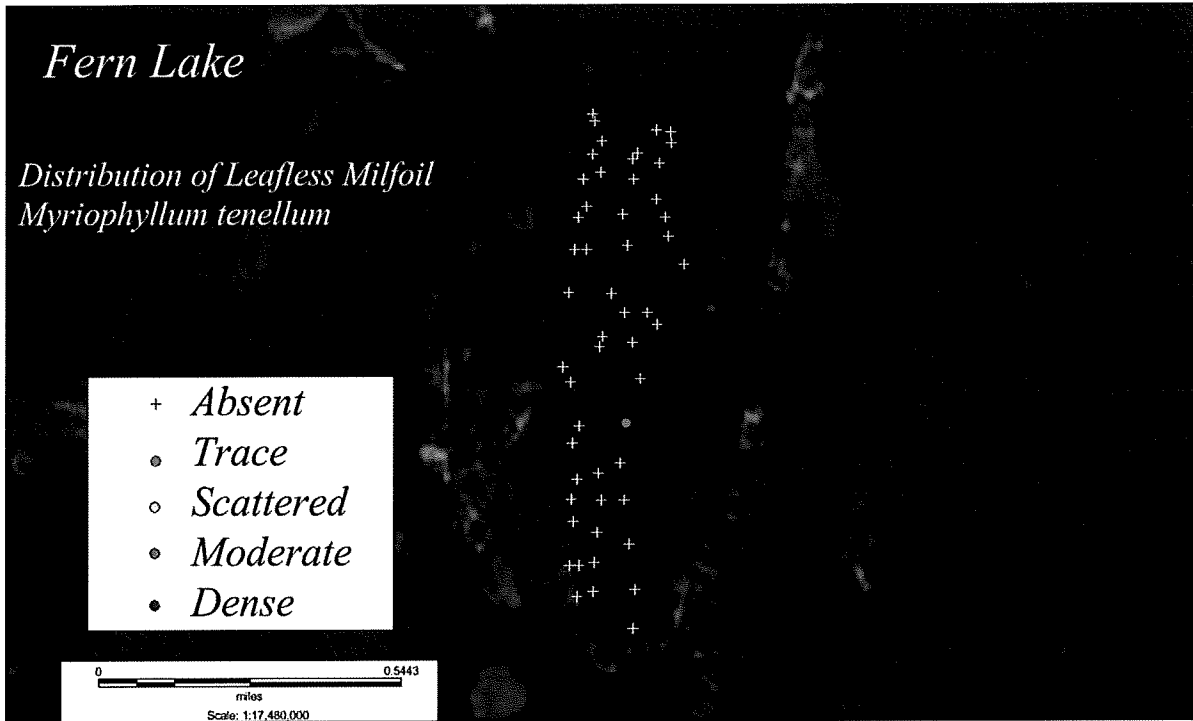 Fern Lake
Distribution of Leafless Milfoil
Myriophyllum tenellum
Absent
Trace
Scattered
Moderate
Dense
0 0.5443
miles
Scale: 1:17,480,000